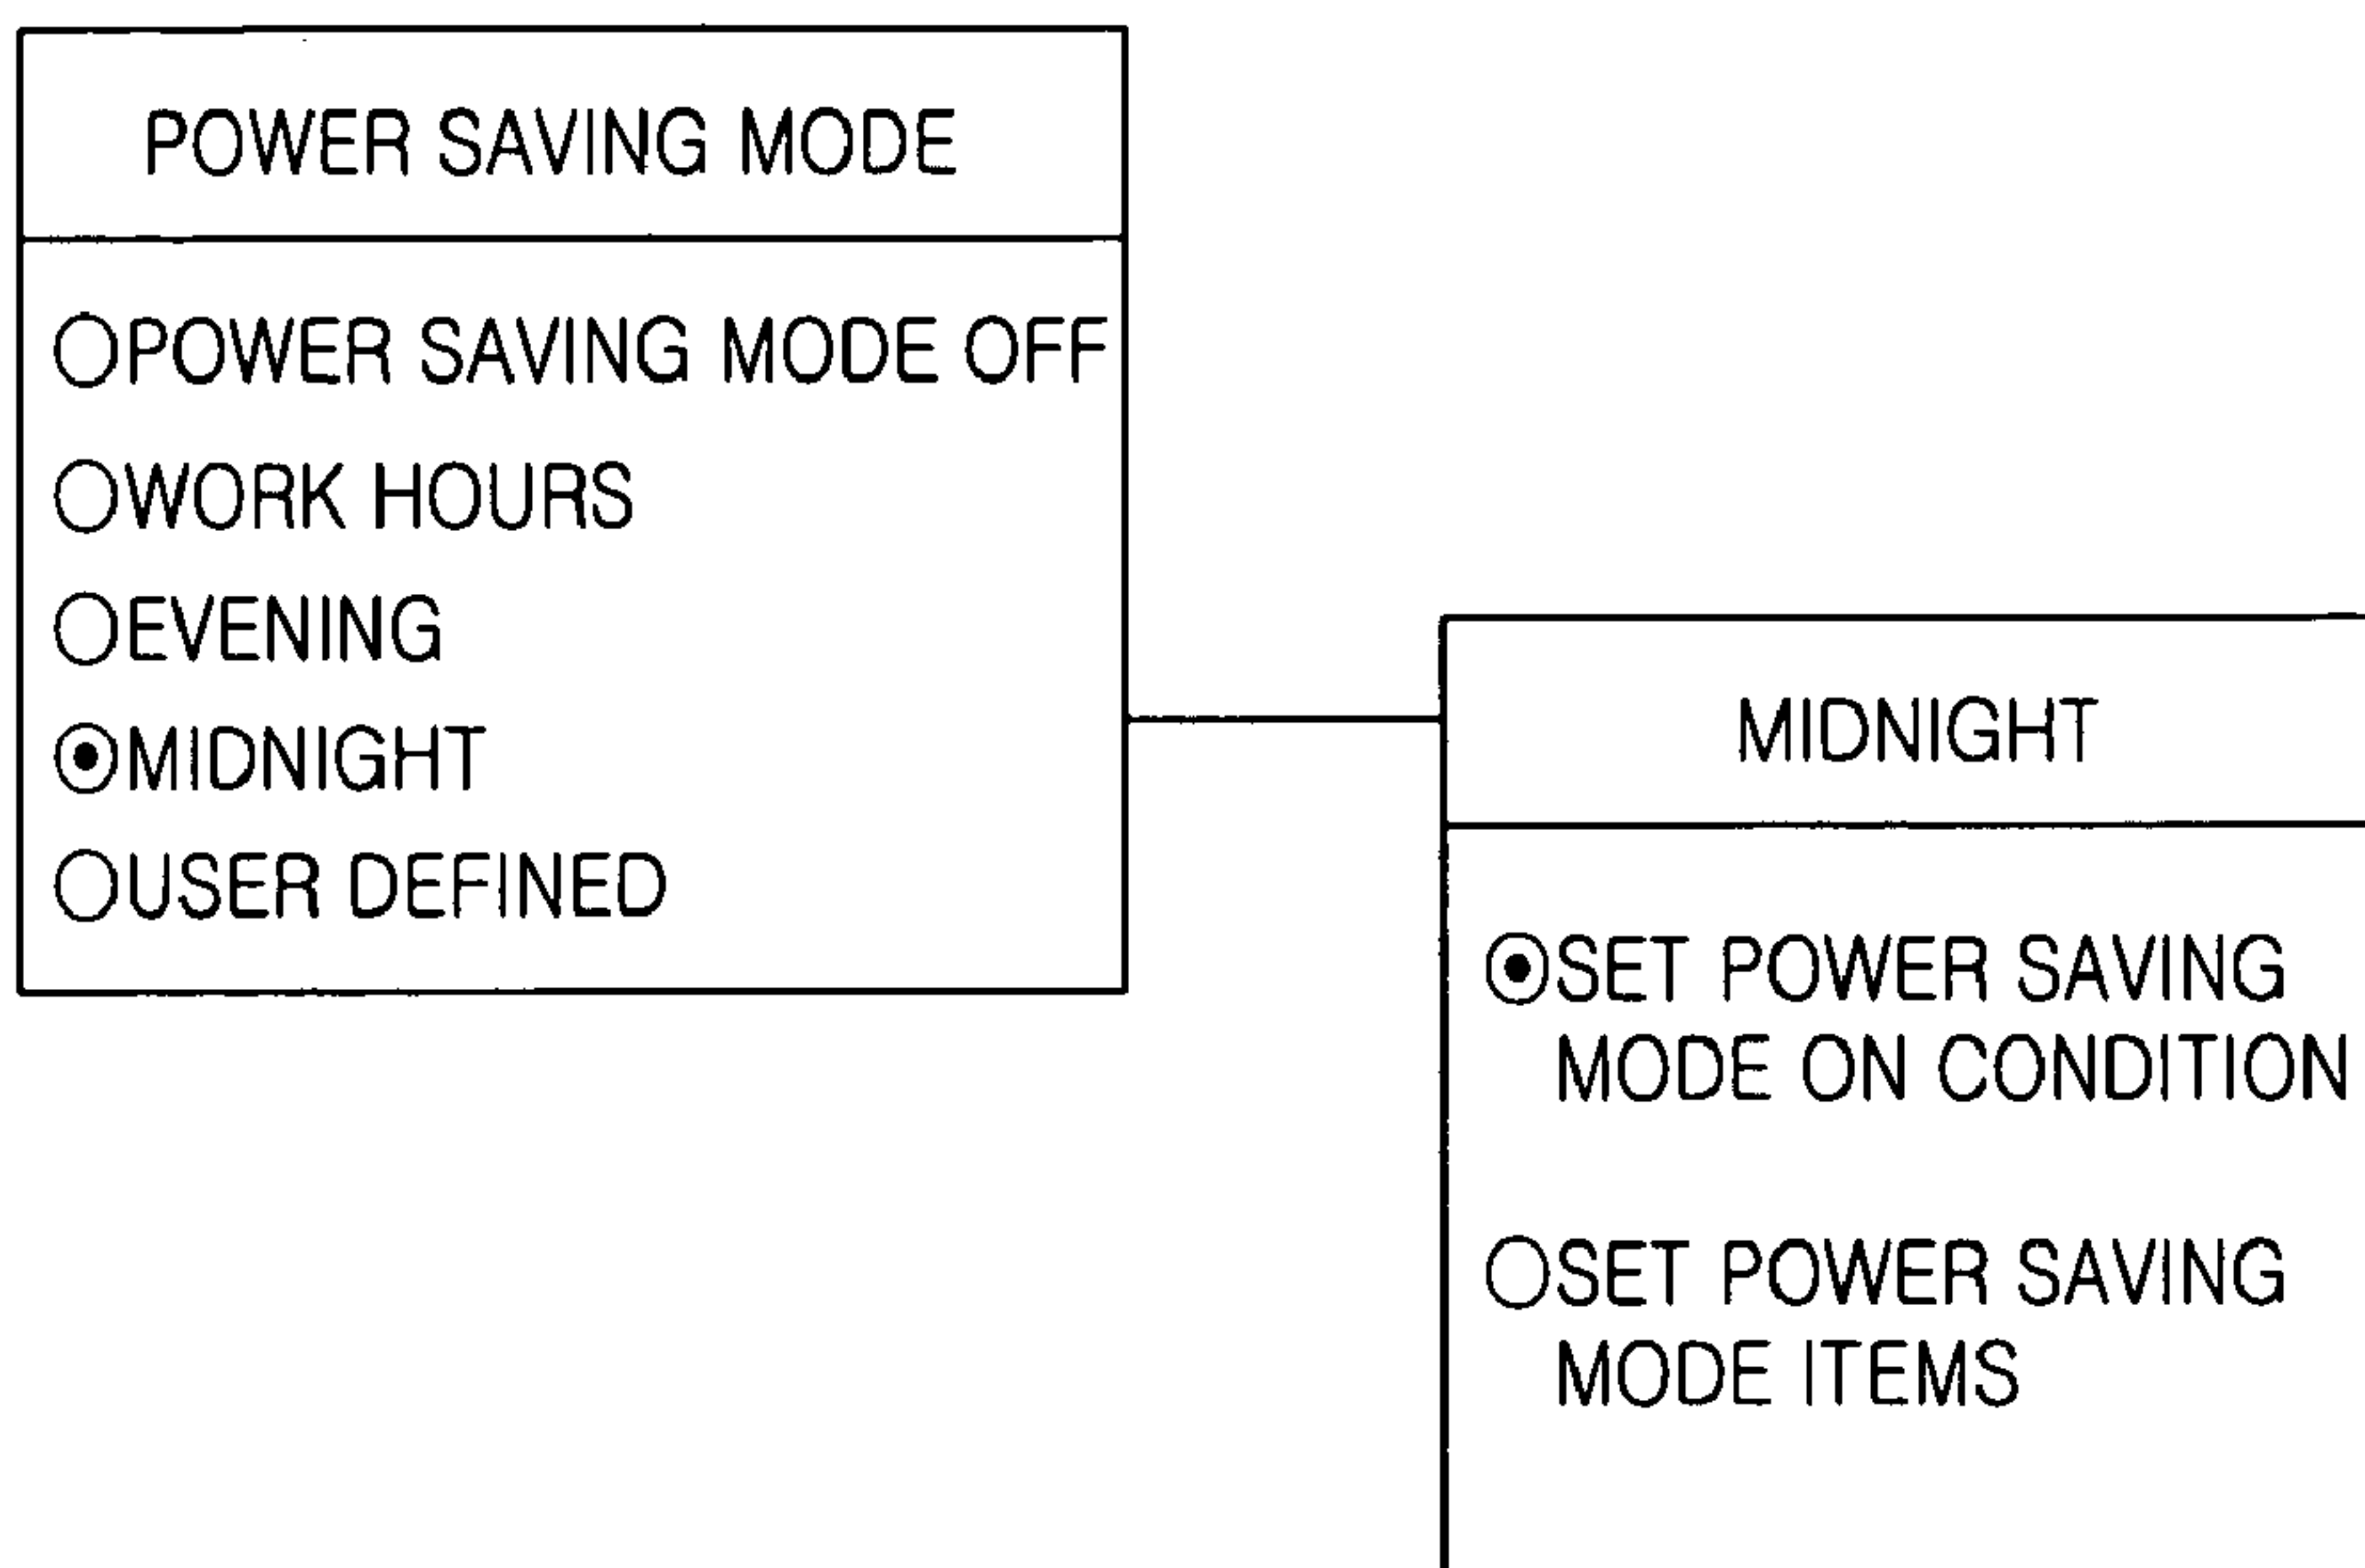 POWER SAVING MODE
POWER SAVING MODE OFF
WORK HOURS
EVENING
MIDNIGHT
USER DEFINED
MIDNIGHT
SET POWER SAVING
MODE ON CONDITION
SET POWER SAVING
MODE ITEMS